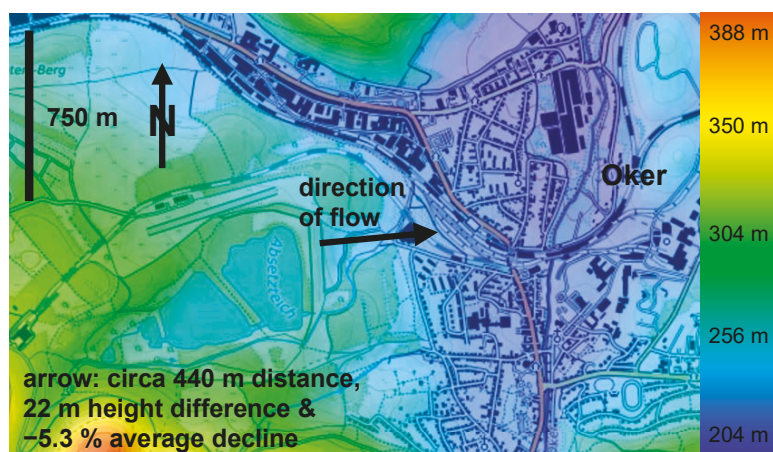 388 m
750 m
N
350 m
direction
of flow
Oker
304 m
Absetzteich
256 m
arrow: circa 440 m distance,
22 m height difference &
−5.3 % average decline
204 m